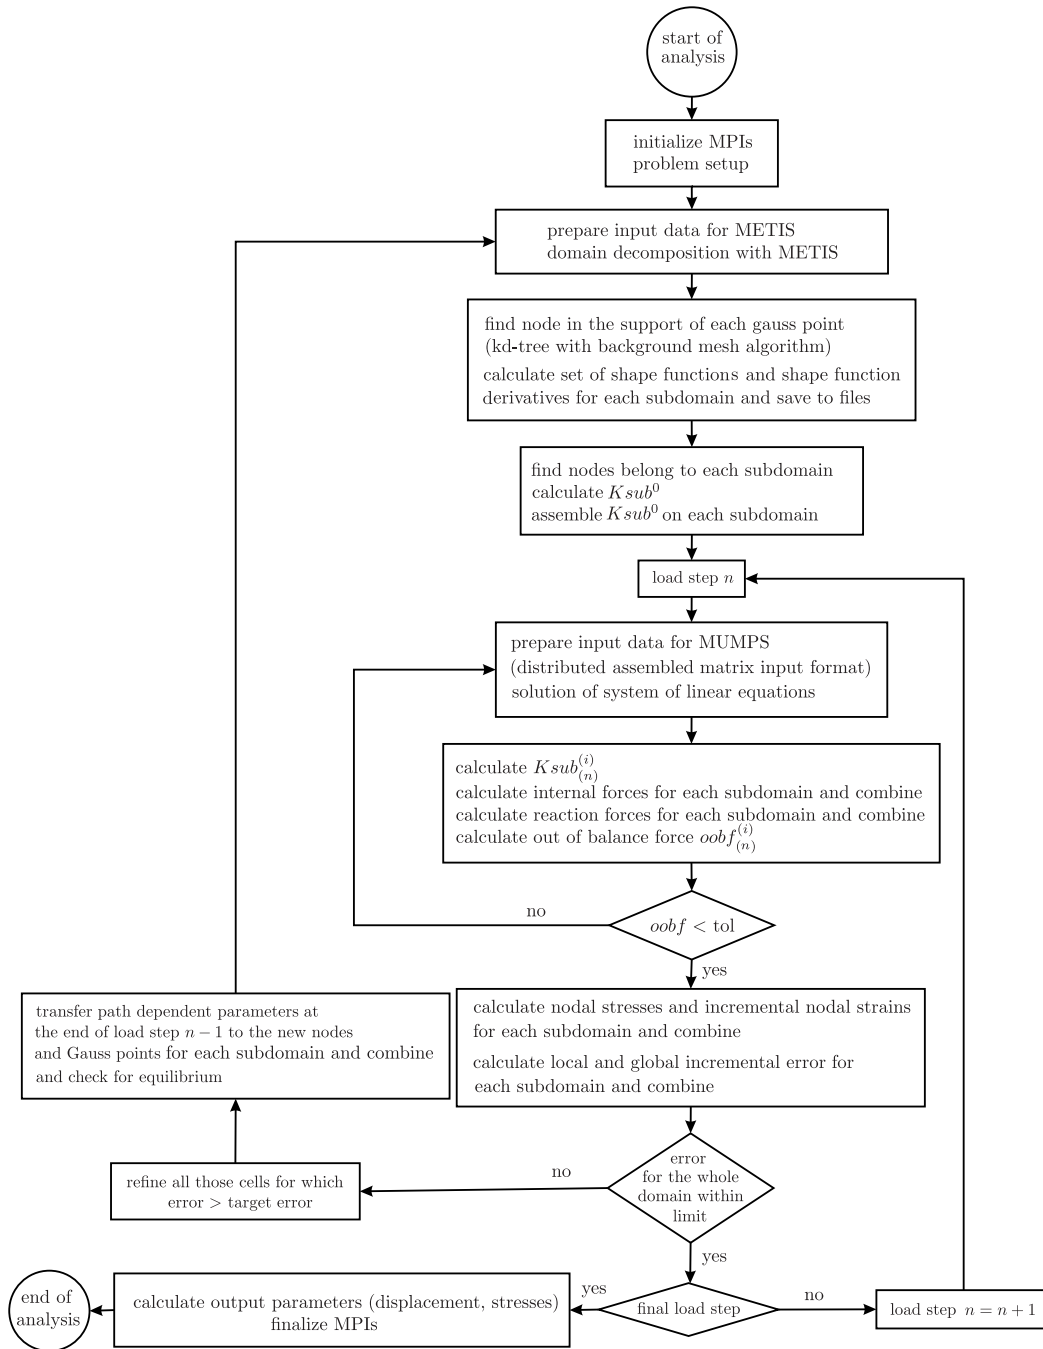 start of
analysis
initialize MPIs
problem setup
prepare input data for METIS
domain decomposition with METIS
find node in the support of each gauss point
(kd-tree with background mesh algorithm)
calculate set of shape functions and shape function
derivatives for each subdomain and save to files
find nodes belong to each subdomain
calculate $Ksub^0$
assemble $Ksub^0$ on each subdomain
load step $n$
prepare input data for MUMPS
(distributed assembled matrix input format)
solution of system of linear equations
calculate $Ksub_{(n)}^{(i)}$
calculate internal forces for each subdomain and combine
calculate reaction forces for each subdomain and combine
calculate out of balance force $oobf_{(n)}^{(i)}$
no
$oobf$ < tol
yes
transfer path dependent parameters at
the end of load step $n-1$ to the new nodes
and Gauss points for each subdomain and combine
and check for equilibrium
calculate nodal stresses and incremental nodal strains
for each subdomain and combine
calculate local and global incremental error for
each subdomain and combine
refine all those cells for which
error > target error
no
error
for the whole
domain within
limit
yes
end of
analysis
calculate output parameters (displacement, stresses)
finalize MPIs
yes
final load step
no
load step $n = n + 1$